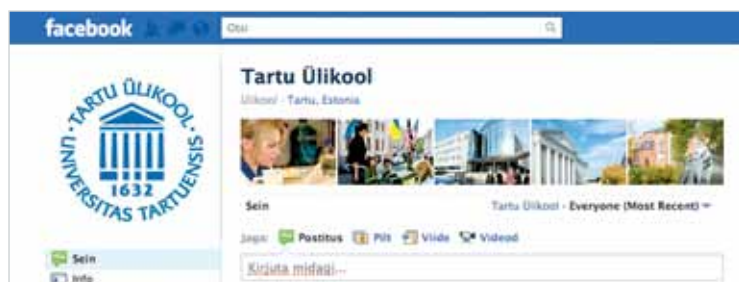 facebook
Otsi
TARTU ÜLIKOOL
UNIVERSITAS TARTUENSIS
1632
Tartu Ülikool
Ülikool · Tartu, Estonia
Sein
Tartu Ülikool · Everyone (Most Recent)
Jaga: Postitus Pilt Viide Videod
Kirjuta midagi...
Sein
Info